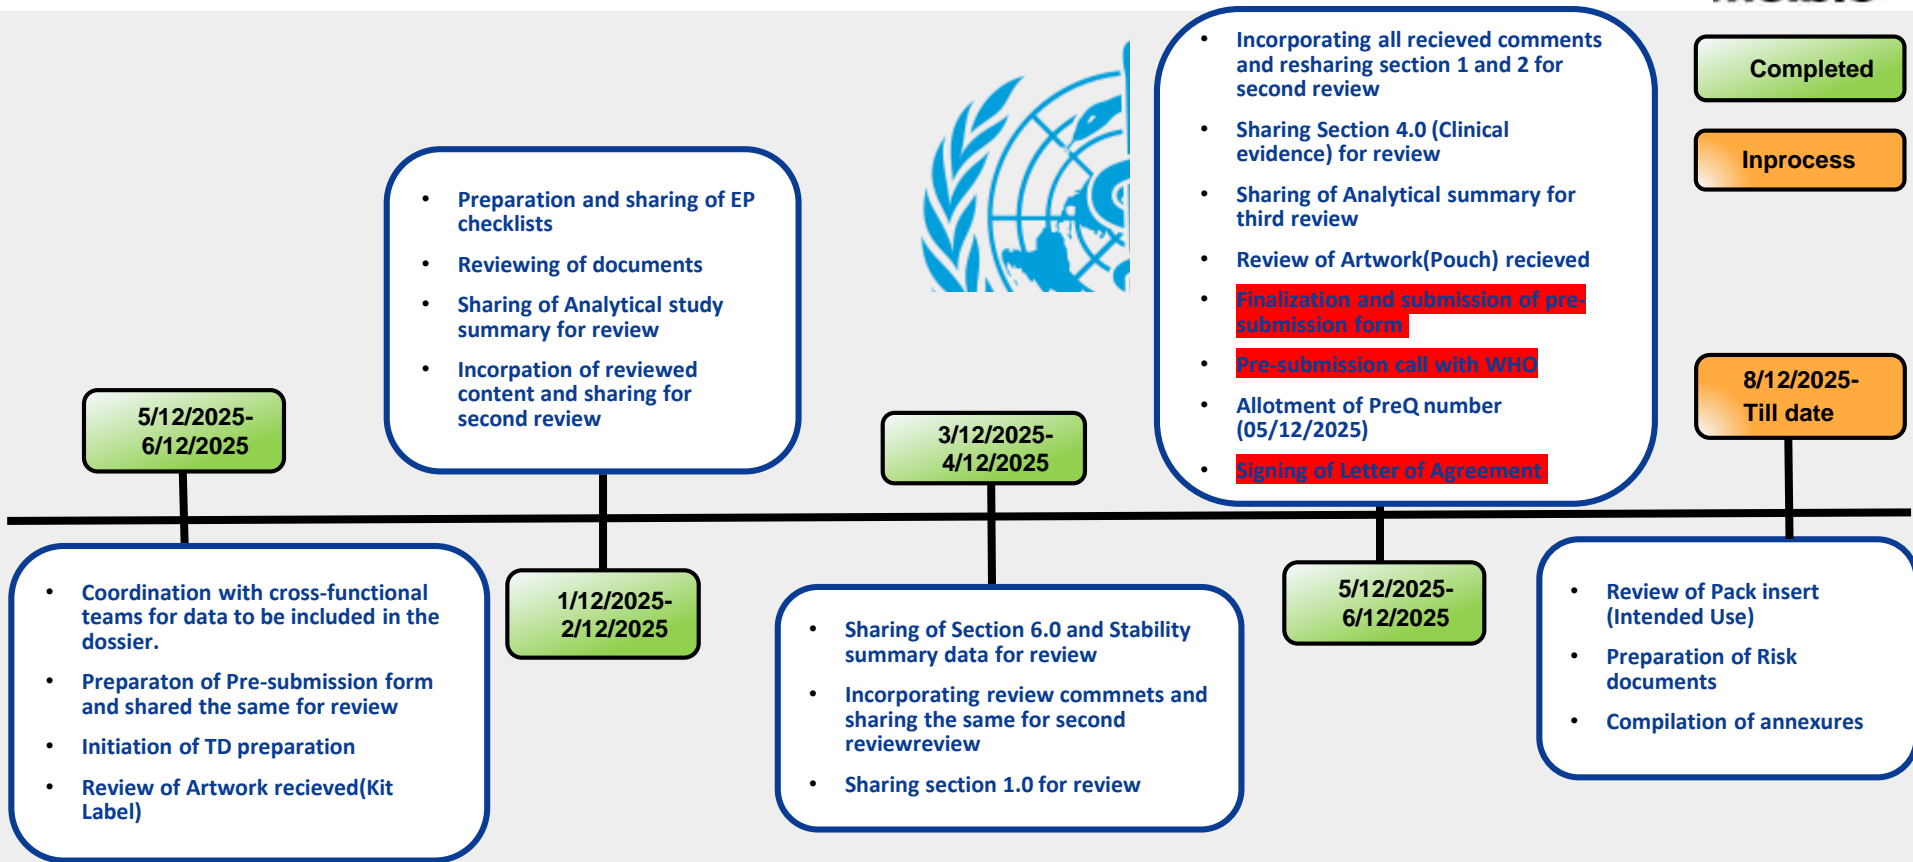 5/12/2025-
6/12/2025
• Coordination with cross-functional
teams for data to be included in the
dossier.
• Preparaton of Pre-submission form
and shared the same for review
• Initiation of TD preparation
• Review of Artwork recieved(Kit
Label)
• Preparation and sharing of EP
checklists
• Reviewing of documents
• Sharing of Analytical study
summary for review
• Incorpation of reviewed
content and sharing for
second review
1/12/2025-
2/12/2025
3/12/2025-
4/12/2025
• Sharing of Section 6.0 and Stability
summary data for review
• Incorporating review commnets and
sharing the same for second
reviewreview
• Sharing section 1.0 for review
• Incorporating all recieved comments
and resharing section 1 and 2 for
second review
• Sharing Section 4.0 (Clinical
evidence) for review
• Sharing of Analytical summary for
third review
• Review of Artwork(Pouch) recieved
• Finalization and submission of pre-
submission form
• Pre-submission call with WHO
• Allotment of PreQ number
(05/12/2025)
• Signing of Letter of Agreement
5/12/2025-
6/12/2025
Completed
Inprocess
8/12/2025-
Till date
• Review of Pack insert
(Intended Use)
• Preparation of Risk
documents
• Compilation of annexures